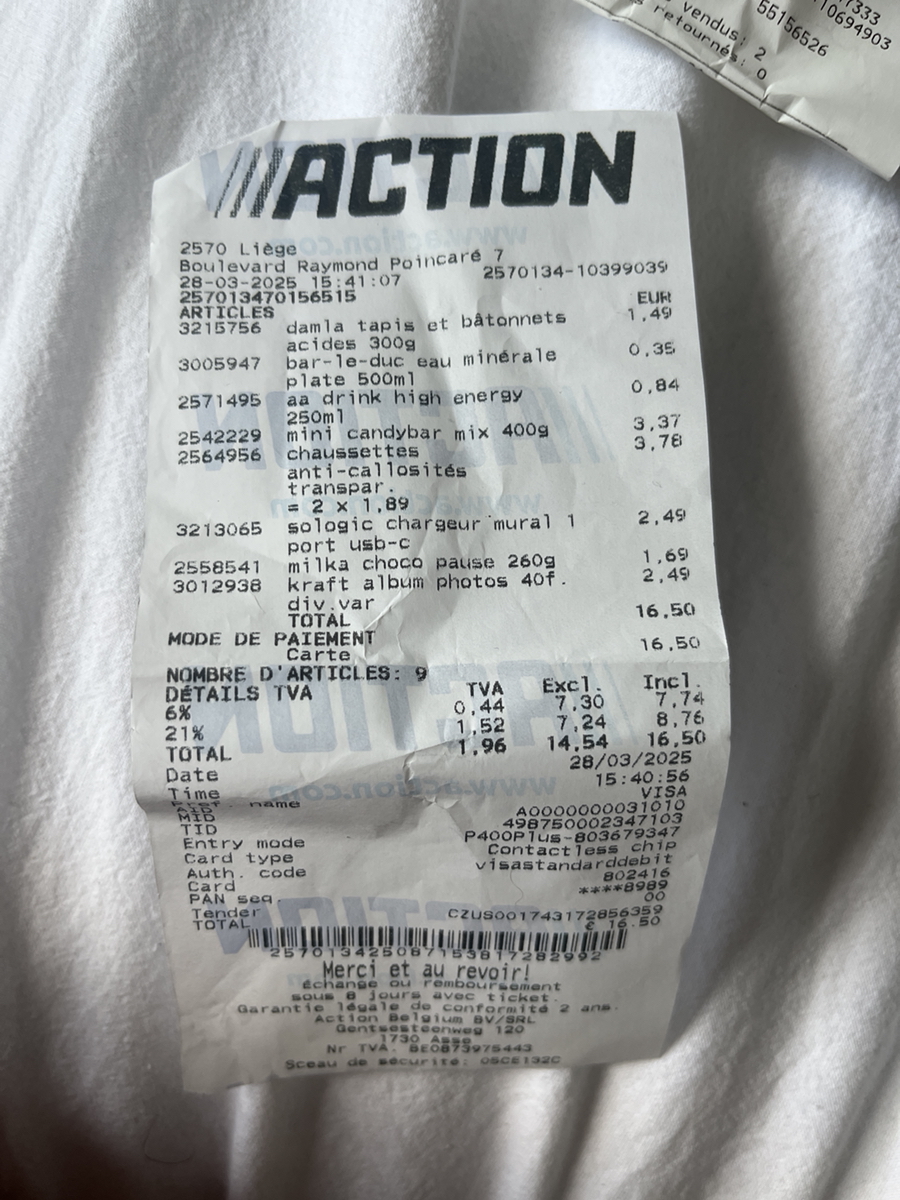 7333
10694903
55156526
vendus: 2
retournés: 0
ACTION
2570 Liège
Boulevard Raymond Poincaré 7
28-03-2025 15:41:07 2570134-10399039
257013470156515
ARTICLES EUR
3215756 damla tapis et bâtonnets 1,49
acides 300g
3005947 bar-le-duc eau minérale 0,35
plate 500ml
2571495 aa drink high energy 0,84
250ml
2542229 mini candybar mix 400g 3,37
2564956 chaussettes 3,78
anti-callosités
transpar.
= 2 x 1,89
3213065 sologic chargeur mural 1 2,49
port usb-c
2558541 milka choco pause 260g 1,69
3012938 kraft album photos 40f. 2,49
div.var
TOTAL 16,50
MODE DE PAIEMENT
Carte 16,50
NOMBRE D'ARTICLES: 9
DÉTAILS TVA TVA Excl. Incl.
6% 0,44 7,30 7,74
21% 1,52 7,24 8,76
TOTAL 1,96 14,54 16,50
Date 28/03/2025
Time 15:40:56
Pref. name VISA
AID A0000000031010
MID 498750002347103
TID P400Plus-803679347
Entry mode Contactless chip
Card type visastandarddebit
Auth. code 802416
Card ****8989
PAN seq. 00
Tender CZUS001743172856359
TOTAL € 16.50
257013425087153817282992
Merci et au revoir!
Échange ou remboursement
sous 8 jours avec ticket.
Garantie légale de conformité 2 ans.
Action Belgium BV/SRL
Gentsesteenweg 120
1730 Asse
Nr TVA. BE0873975443
Sceau de sécurité: 05CE132C